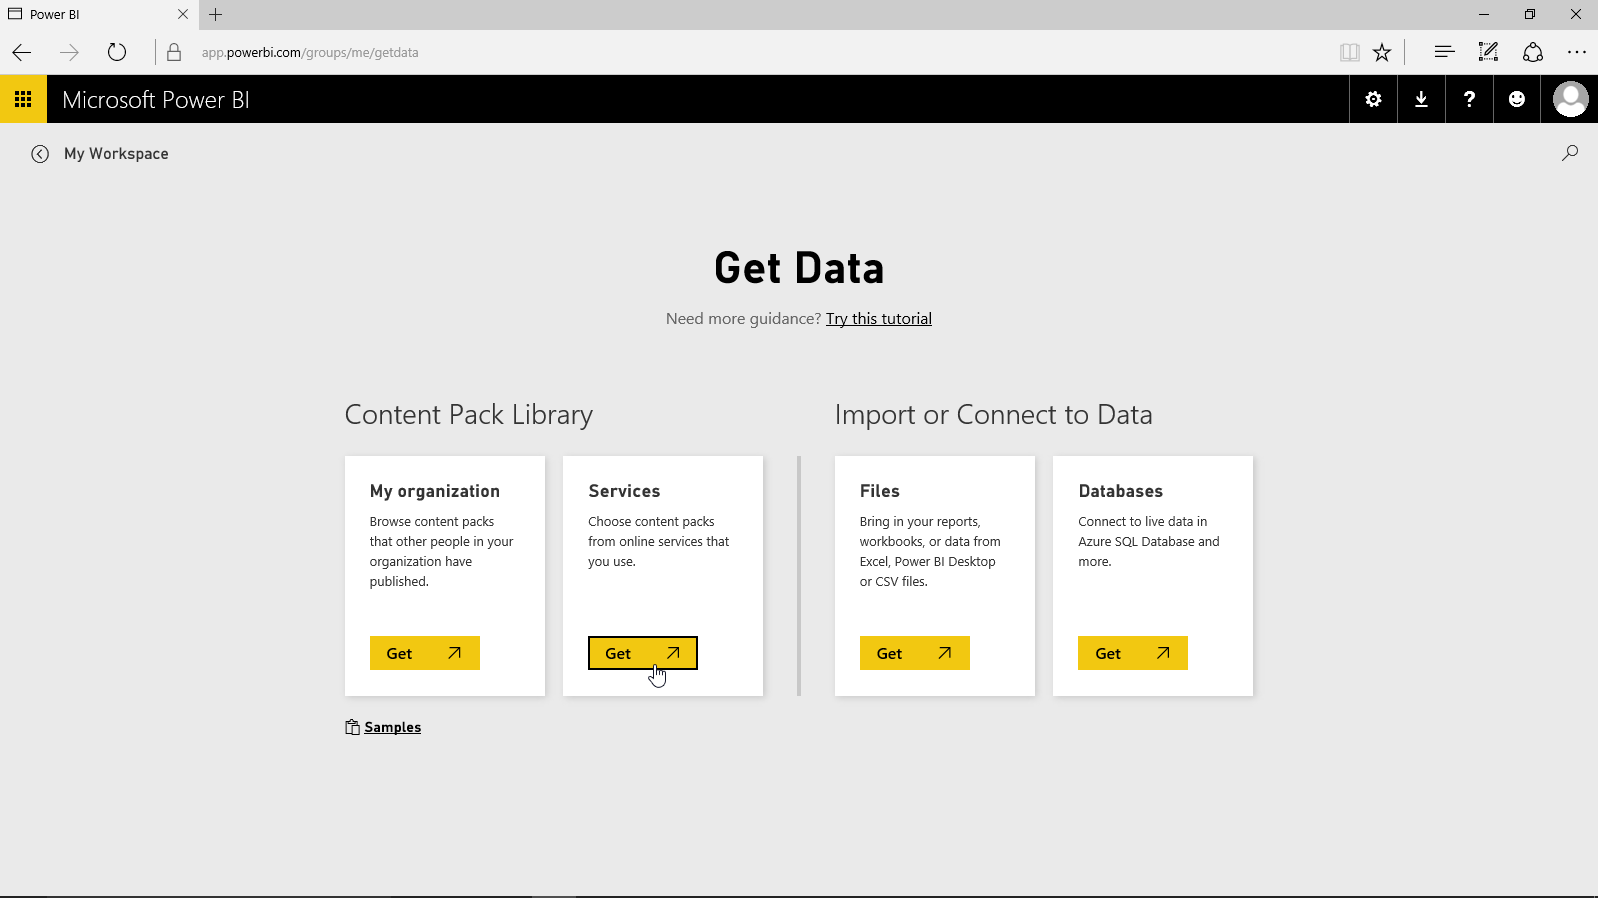 Power BI
app.powerbi.com/groups/me/getdata
Microsoft Power BI
?
My Workspace
Get Data
Need more guidance? Try this tutorial
Content Pack Library
Import or Connect to Data
My organization
Browse content packs
that other people in your
organization have
published.
Get
Services
Choose content packs
from online services that
you use.
Get
Files
Bring in your reports,
workbooks, or data from
Excel, Power BI Desktop
or CSV files.
Get
Databases
Connect to live data in
Azure SQL Database and
more.
Get
Samples